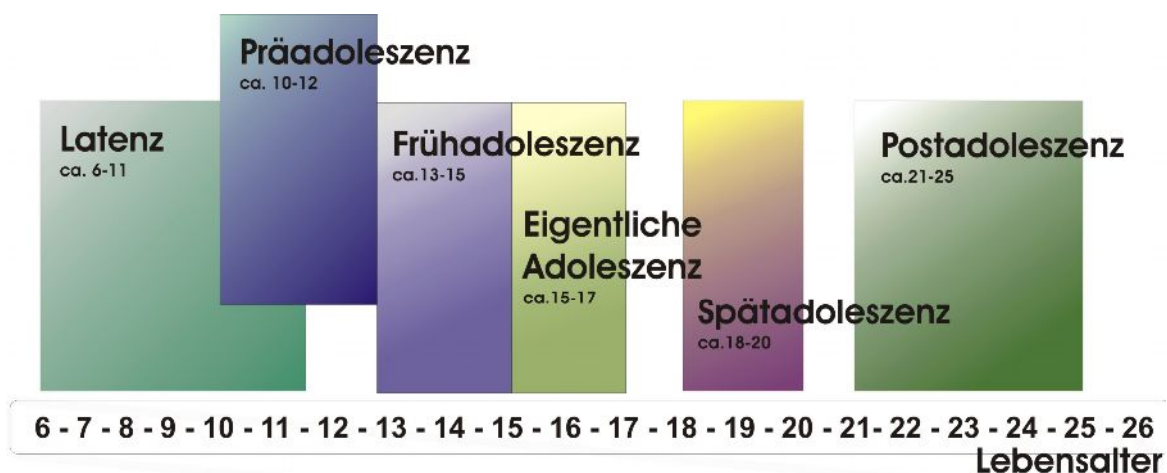 Präadoleszenz
ca. 10-12
Latenz
ca. 6-11
Frühadoleszenz
ca.13-15
Postadoleszenz
ca.21-25
Eigentliche
Adoleszenz
ca.15-17
Spätadoleszenz
ca.18-20
6 - 7 - 8 - 9 - 10 - 11 - 12 - 13 - 14 - 15 - 16 - 17 - 18 - 19 - 20 - 21- 22 - 23 - 24 - 25 - 26
Lebensalter